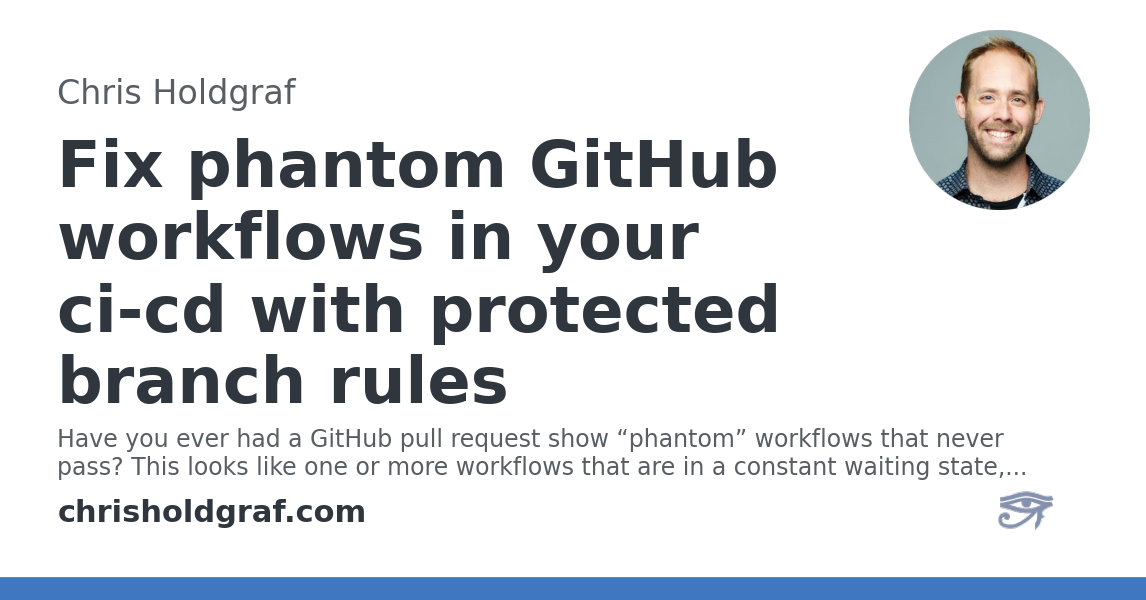 Chris Holdgraf
Fix phantom GitHub
workflows in your
ci-cd with protected
branch rules
Have you ever had a GitHub pull request show “phantom” workflows that never
pass? This looks like one or more workflows that are in a constant waiting state,...
chrisholdgraf.com